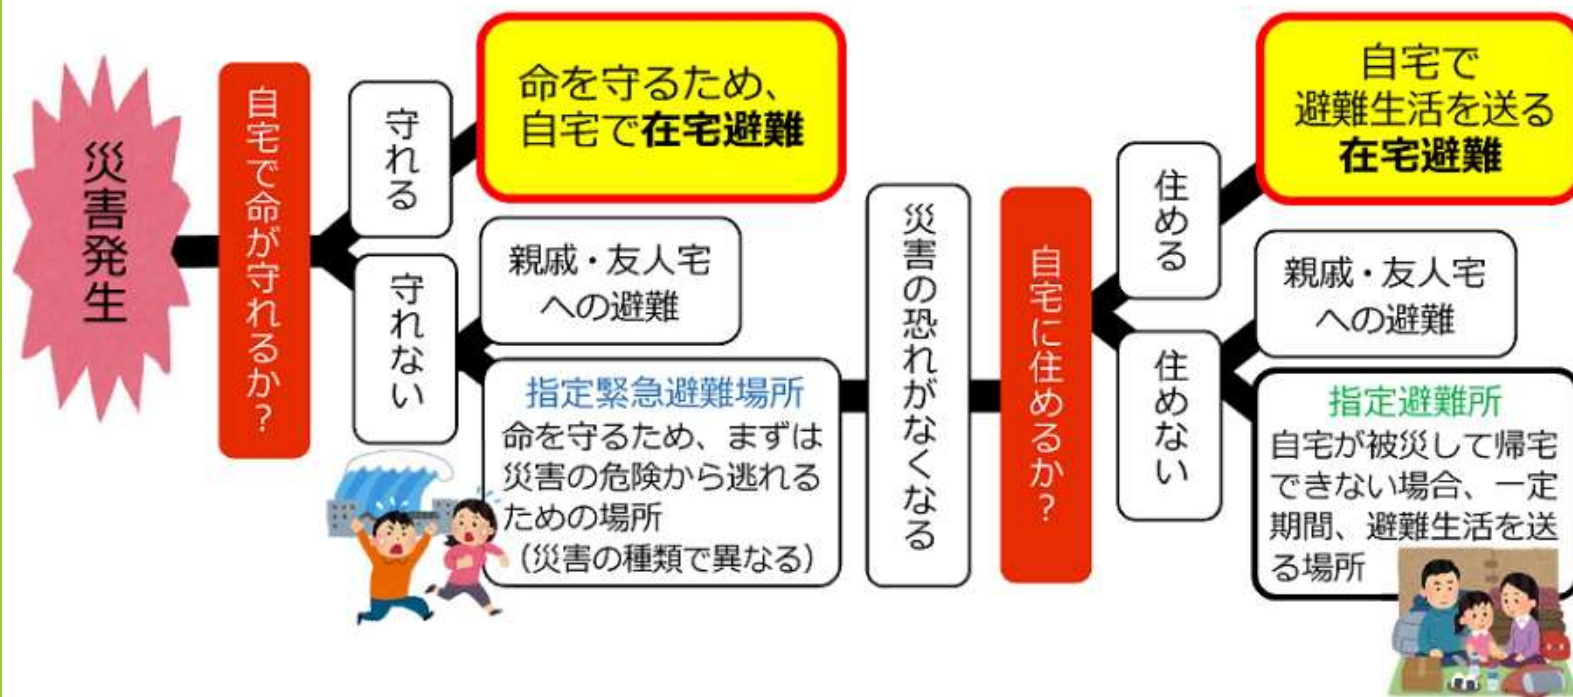 災害発生
自宅で命が守れるか？
守れる
命を守るため、
自宅で在宅避難
守れない
親戚・友人宅
への避難
指定緊急避難場所
命を守るため、まずは
災害の危険から逃れる
ための場所
（災害の種類で異なる）
災害の恐れがなくなる
自宅に住めるか？
住める
自宅で
避難生活を送る
在宅避難
住めない
親戚・友人宅
への避難
指定避難所
自宅が被災して帰宅
できない場合、一定
期間、避難生活を送
る場所